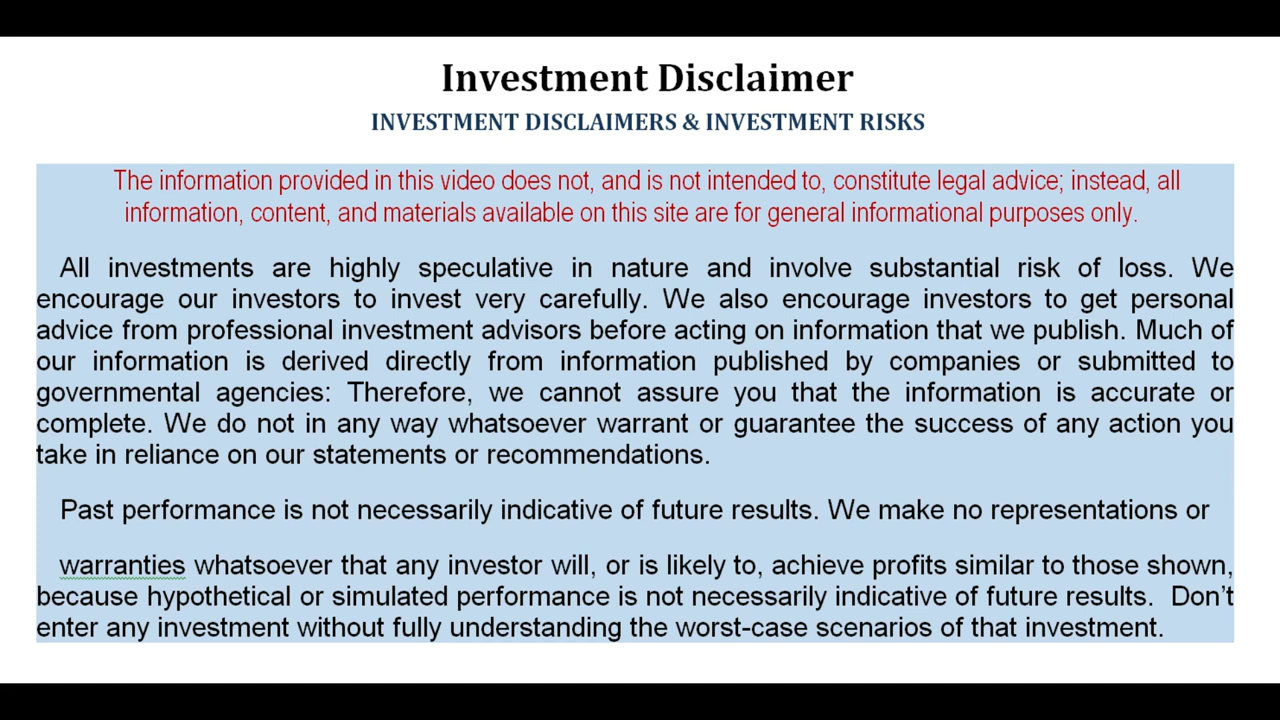 Investment Disclaimer
INVESTMENT DISCLAIMERS & INVESTMENT RISKS
The information provided in this video does not, and is not intended to, constitute legal advice; instead, all
information, content, and materials available on this site are for general informational purposes only.
All investments are highly speculative in nature and involve substantial risk of loss. We
encourage our investors to invest very carefully. We also encourage investors to get personal
advice from professional investment advisors before acting on information that we publish. Much of
our information is derived directly from information published by companies or submitted to
governmental agencies: Therefore, we cannot assure you that the information is accurate or
complete. We do not in any way whatsoever warrant or guarantee the success of any action you
take in reliance on our statements or recommendations.
Past performance is not necessarily indicative of future results. We make no representations or
warranties whatsoever that any investor will, or is likely to, achieve profits similar to those shown,
because hypothetical or simulated performance is not necessarily indicative of future results.  Don’t
enter any investment without fully understanding the worst-case scenarios of that investment.